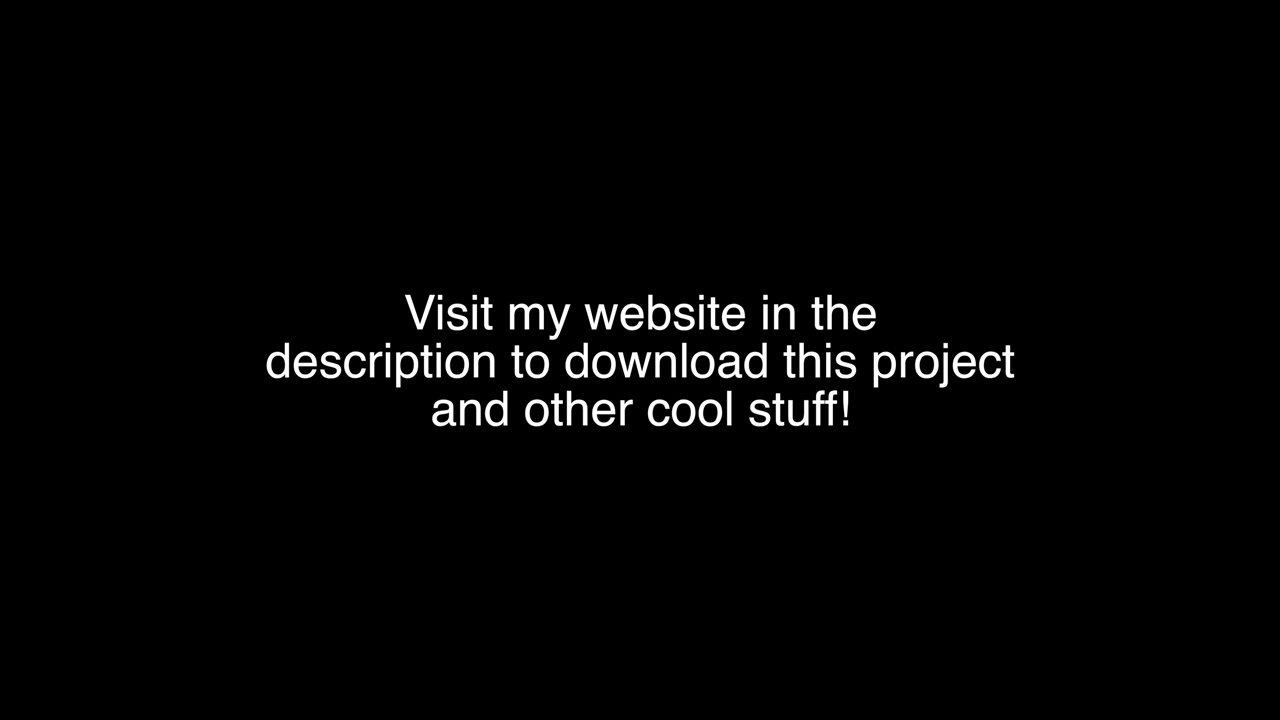 Visit my website in the
description to download this project
and other cool stuff!